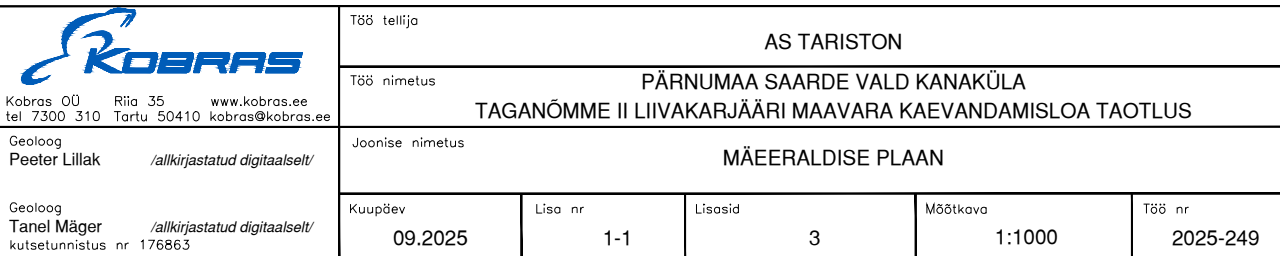 KOBRAS
Kobras OÜ Riia 35 www.kobras.ee
tel 7300 310 Tartu 50410 kobras@kobras.ee
Geoloog
Peeter Lillak /allkirjastatud digitaalselt/
Geoloog
Tanel Mäger /allkirjastatud digitaalselt/
kutsetunnistus nr 176863
Töö tellija
AS TARISTON
Töö nimetus
PÄRNUMAA SAARDE VALD KANAKÜLA
TAGANÕMME II LIIVAKARJÄÄRI MAAVARA KAEVANDAMISLOA TAOTLUS
Joonise nimetus
MÄEERALDISE PLAAN
Kuupäev
09.2025
Lisa nr
1-1
Lisasid
3
Mõõtkava
1:1000
Töö nr
2025-249